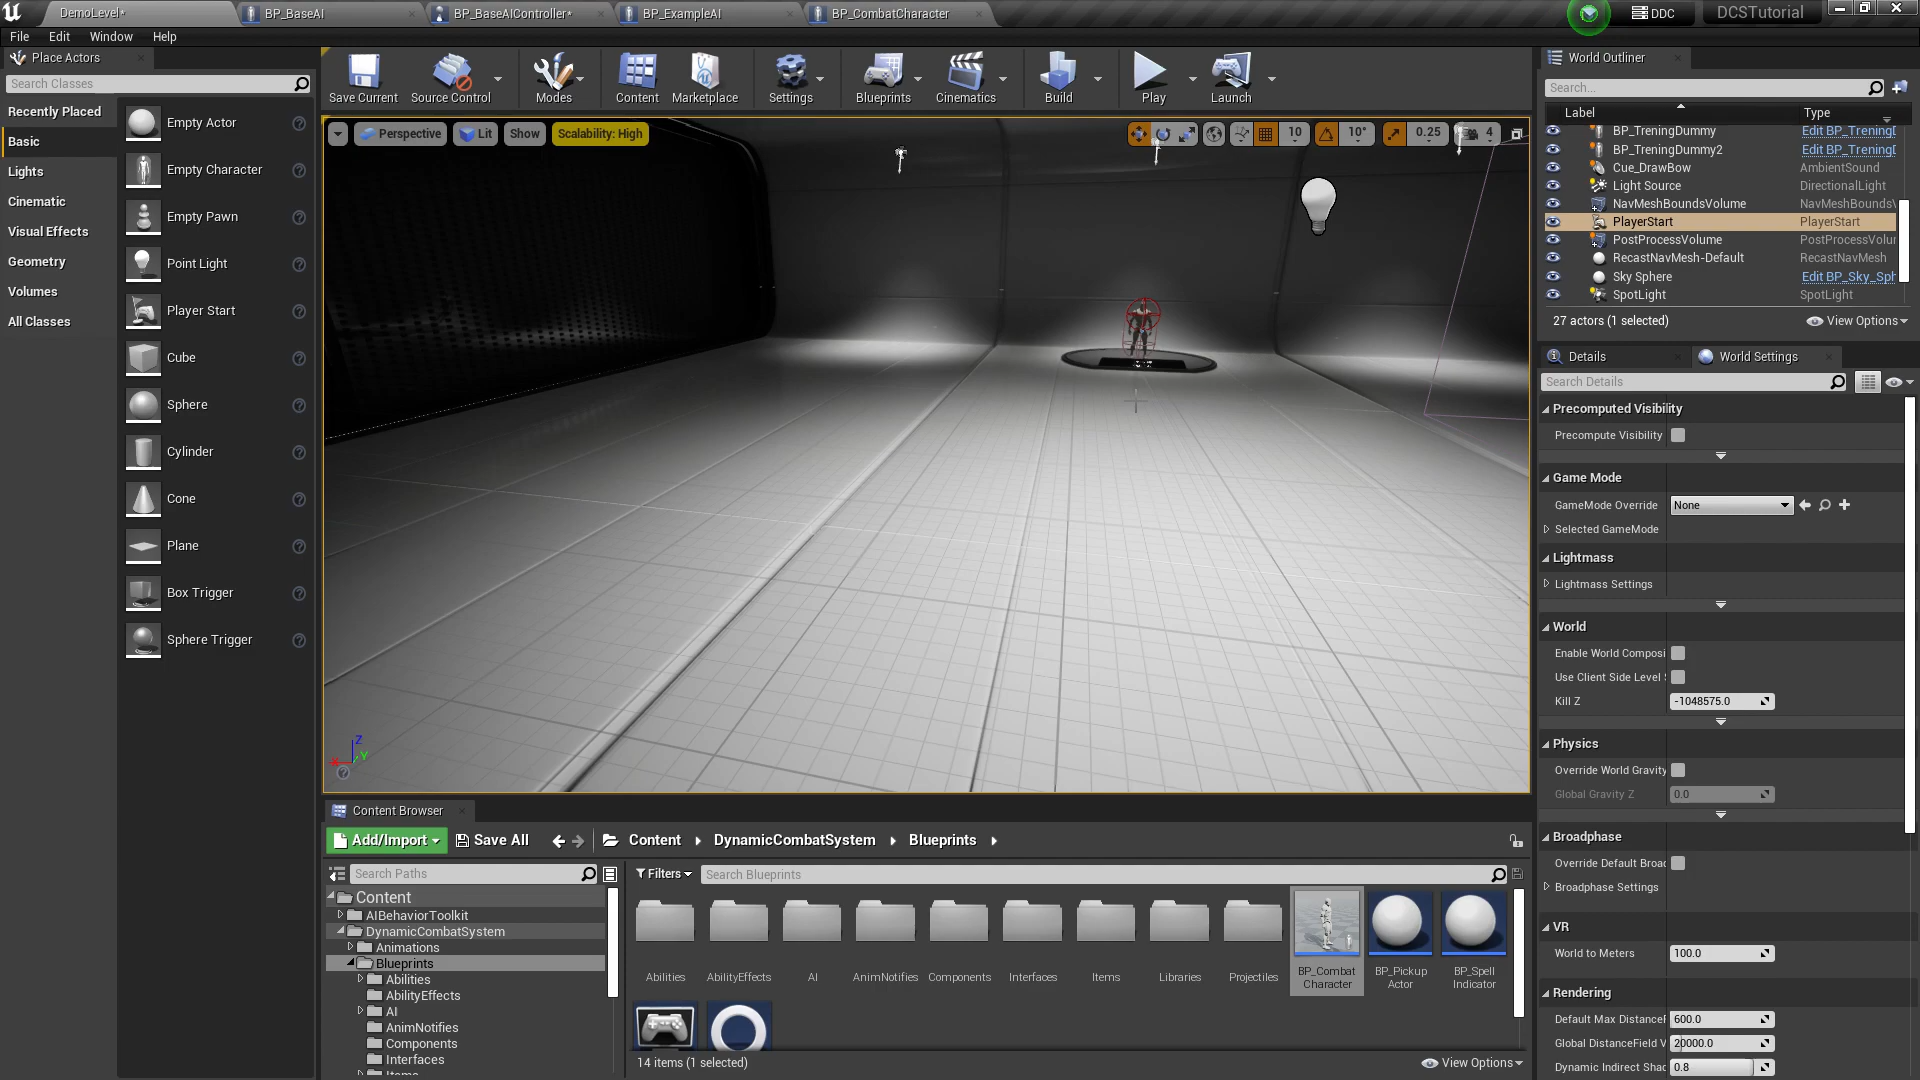 DemoLevel*
BP_BaseAI
BP_BaseAIController*
BP_ExampleAI
BP_CombatCharacter
DDC
DCSTutorial
File Edit Window Help
Place Actors
Search Classes
Recently Placed
Basic
Lights
Cinematic
Visual Effects
Geometry
Volumes
All Classes
Empty Actor
Empty Character
Empty Pawn
Point Light
Player Start
Cube
Sphere
Cylinder
Cone
Plane
Box Trigger
Sphere Trigger
Save Current
Source Control
Modes
Content
Marketplace
Settings
Blueprints
Cinematics
Build
Play
Launch
Perspective
Lit
Show
Scalability: High
10
10°
0.25
4
X
Y
Z
World Outliner
Search...
Label Type
BP_TreningDummy Edit BP_Trening
BP_TreningDummy2 Edit BP_Trening
Cue_DrawBow AmbientSound
Light Source DirectionalLight
NavMeshBoundsVolume NavMeshBounds
PlayerStart PlayerStart
PostProcessVolume PostProcessVolu
RecastNavMesh-Default RecastNavMesh
Sky Sphere Edit BP_Sky_Sph
SpotLight SpotLight
27 actors (1 selected)
View Options
Details
World Settings
Search Details
Precomputed Visibility
Precompute Visibility
Game Mode
GameMode Override None
Selected GameMode
Lightmass
Lightmass Settings
World
Enable World Composi
Use Client Side Level
Kill Z -1048575.0
Physics
Override World Gravity
Global Gravity Z 0.0
Broadphase
Override Default Broad
Broadphase Settings
VR
World to Meters 100.0
Rendering
Default Max DistanceF 600.0
Global DistanceField V 20000.0
Dynamic Indirect Shad 0.8
Content Browser
Add/Import
Save All
Content
DynamicCombatSystem
Blueprints
Search Paths
Filters
Search Blueprints
Content
AIBehaviorToolkit
DynamicCombatSystem
Animations
Blueprints
Abilities
AbilityEffects
AI
AnimNotifies
Components
Interfaces
Items
Abilities
AbilityEffects
AI
AnimNotifies
Components
Interfaces
Items
Libraries
Projectiles
BP_Combat
Character
BP_Pickup
Actor
BP_Spell
Indicator
14 items (1 selected)
View Options